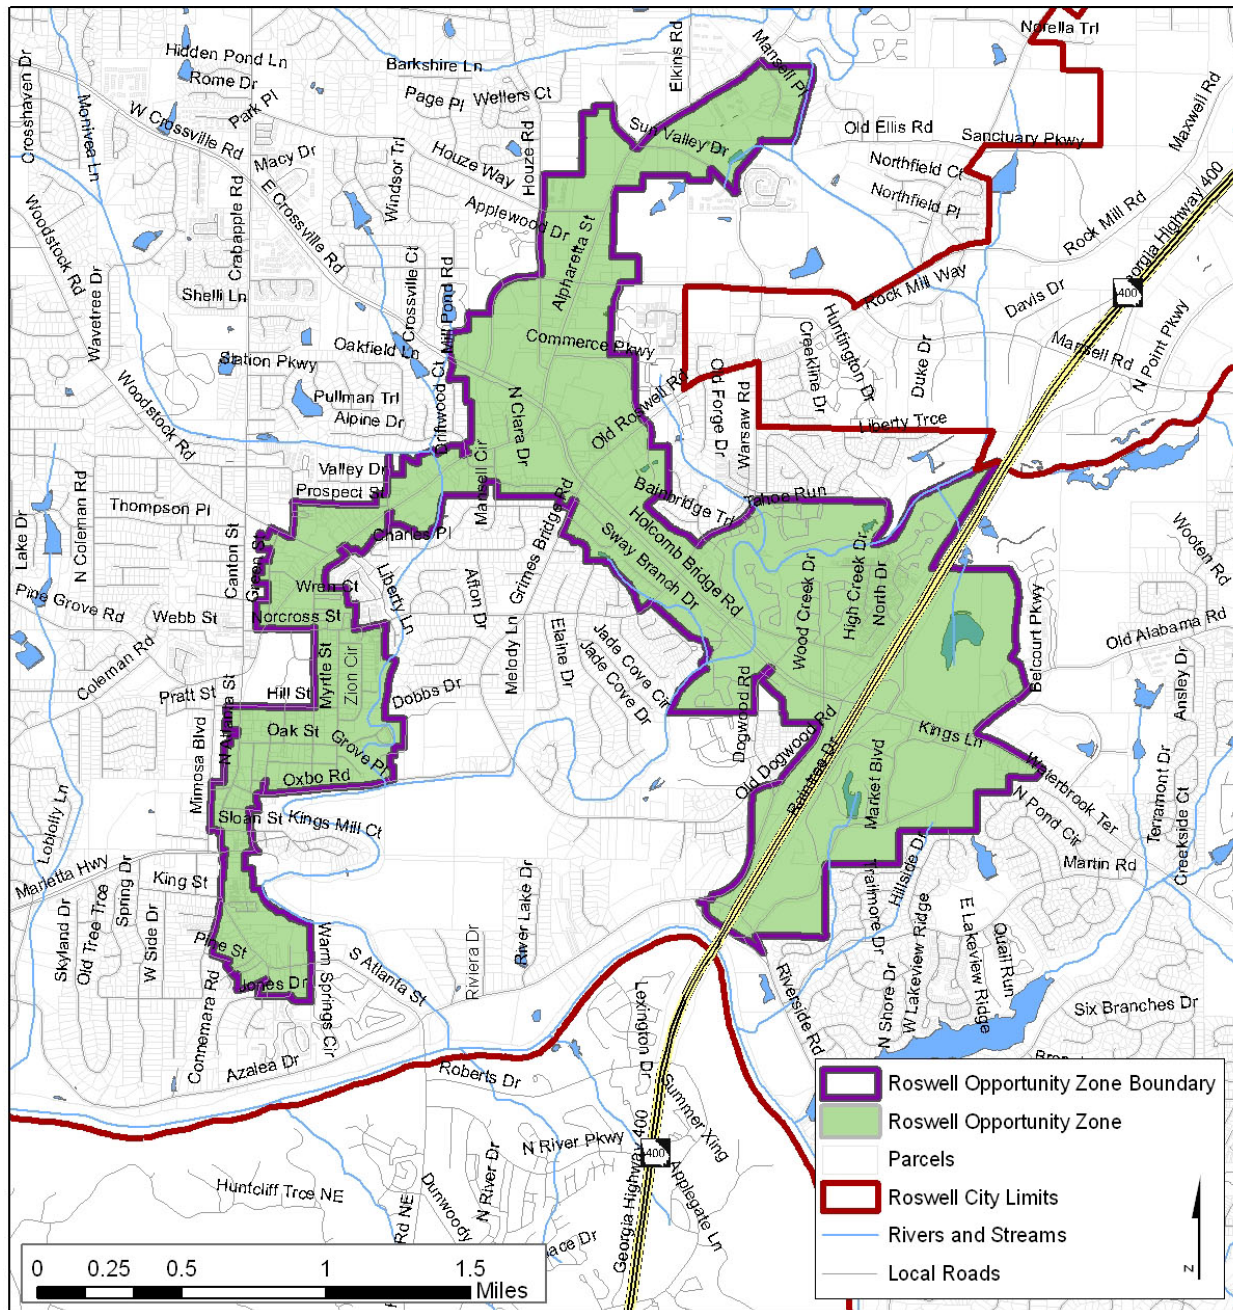 Norella Trl
Hidden Pond Ln
Rome Dr
Barkshire Ln
Page Pl
Wellers Ct
Elkins Rd
Mansell Pl
Crosshaven Dr
Monivea Ln
Park Pl
W Crossville Rd
Macy Dr
Houze Rd
Houze Way
Sun Valley Dr
Old Ellis Rd
Sanctuary Pkwy
Maxwell Rd
Northfield Ct
Northfield Pl
Windsor Trl
Crabapple Rd
E Crossville Rd
Applewood Dr
Woodstock Rd
Alpharetta St
Rock Mill Rd
Rock Mill Way
orgia Highway 400
400
Davis Dr
Wavetree Dr
Shelli Ln
Crossville Ct
Mill Pond Rd
Oakfield Ln
Station Pkwy
Commerce Pkwy
Creekline Dr
Huntington Dr
Duke Dr
Mansell Rd
N Point Pkwy
Pullman Trl
Alpine Dr
Driftwood Ct
N Clara Dr
Old Roswell Rd
Old Forge Dr
Warsaw Rd
Liberty Trce
Woodstock Rd
Valley Dr
Prospect St
Mansell Cir
Bainbridge Trl
Tahoe Run
Lake Dr
N Coleman Rd
Thompson Pl
Canton St
Green St
Charles Pl
Grimes Bridge Rd
Holcomb Bridge Rd
Sway Branch Dr
Wood Creek Dr
High Creek Dr
North Dr
Wooten Rd
Pine Grove Rd
Webb St
Wren Ct
Norcross St
Liberty Ln
Afton Dr
Melody Ln
Elaine Dr
Jade Cove Cir
Jade Cove Dr
Belcourt Pkwy
Old Alabama Rd
Coleman Rd
Pratt St
Hill St
Myrtle St
Zion Cir
Dobbs Dr
Dogwood Rd
Ansley Dr
Mimosa Blvd
N Atlanta St
Oak St
Grove Pl
Oxbo Rd
Old Dogwood Rd
Raintree Dr
Market Blvd
Kings Ln
Waterbrook Ter
N Pond Cir
Terramont Dr
Creekside Ct
Loblolly Ln
Sloan St
Kings Mill Ct
Martin Rd
Marietta Hwy
King St
Skyland Dr
Old Tree Trce
Spring Dr
W Side Dr
Pine St
Jones Dr
Warm Springs Cir
S Atlanta St
Riviera Dr
River Lake Dr
Trailmore Dr
Hillside Dr
N Shore Dr
W Lakeview Ridge
E Lakeview Ridge
Quail Run
Riverside Rd
Six Branches Dr
Connemara Rd
Azalea Dr
Lexington Dr
Roberts Dr
Summer Xing
N River Pkwy
Georgia Highway 400
400
Applegate Ln
Huntcliff Trce NE
Rd NE
Dunwoody
N River Dr
Roswell Opportunity Zone Boundary
Roswell Opportunity Zone
Parcels
Roswell City Limits
Rivers and Streams
Local Roads
N
0 0.25 0.5 1 1.5
Miles